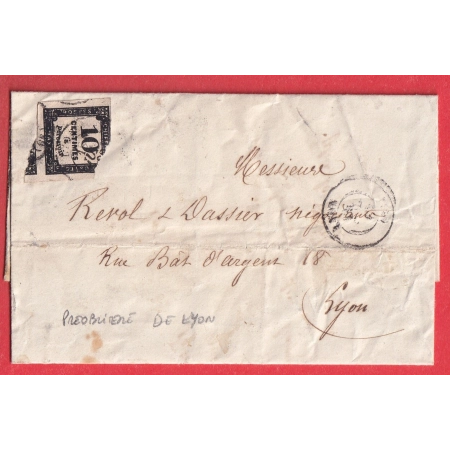 10
CENTIMES
Messieurs
Revol & Dassier négociants
Rue Bât d'argent 18
Lyon
PREOBLITERE DE LYON